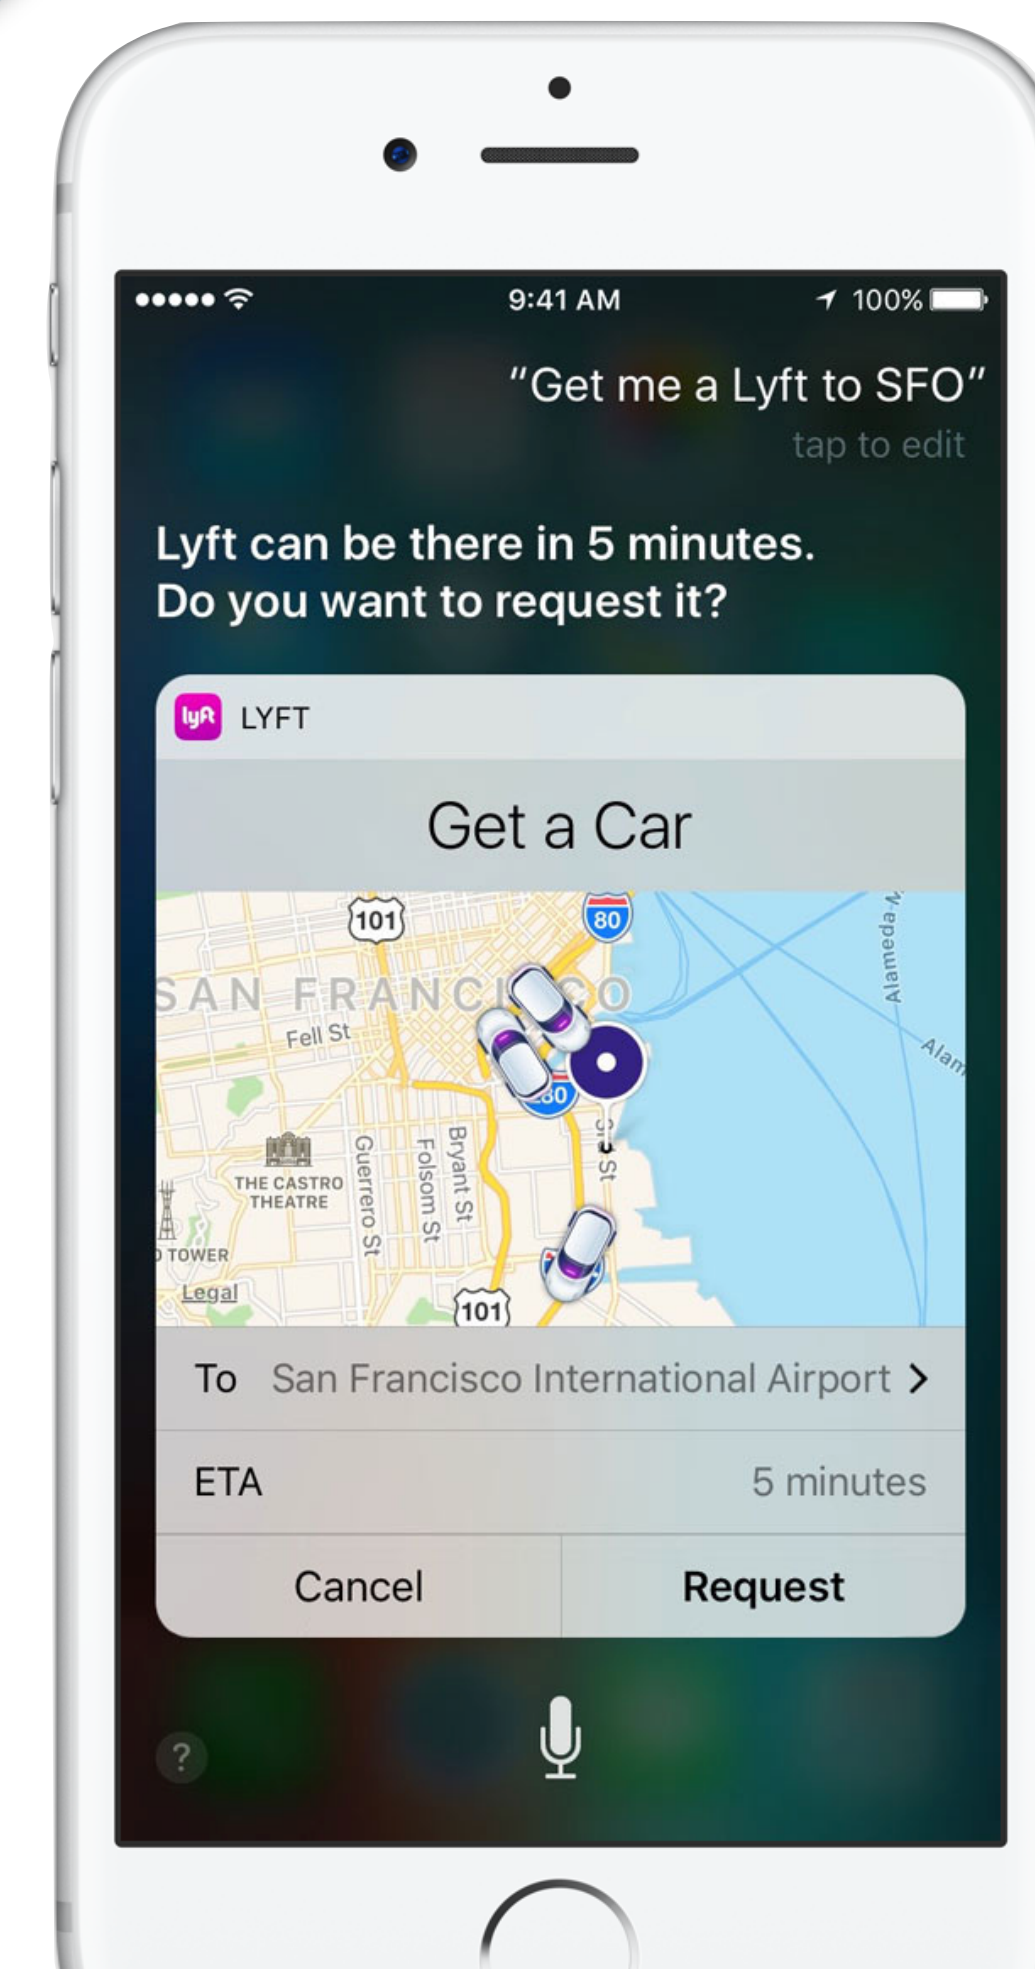 9:41 AM
100%
“Get me a Lyft to SFO”
tap to edit
Lyft can be there in 5 minutes.
Do you want to request it?
lyft LYFT
Get a Car
101
80
Alameda
SAN FRANCISCO
Fell St
80
St
Guerrero St
Folsom St
Bryant St
THE CASTRO
THEATRE
TOWER
Legal
101
To San Francisco International Airport >
ETA 5 minutes
Cancel Request
?